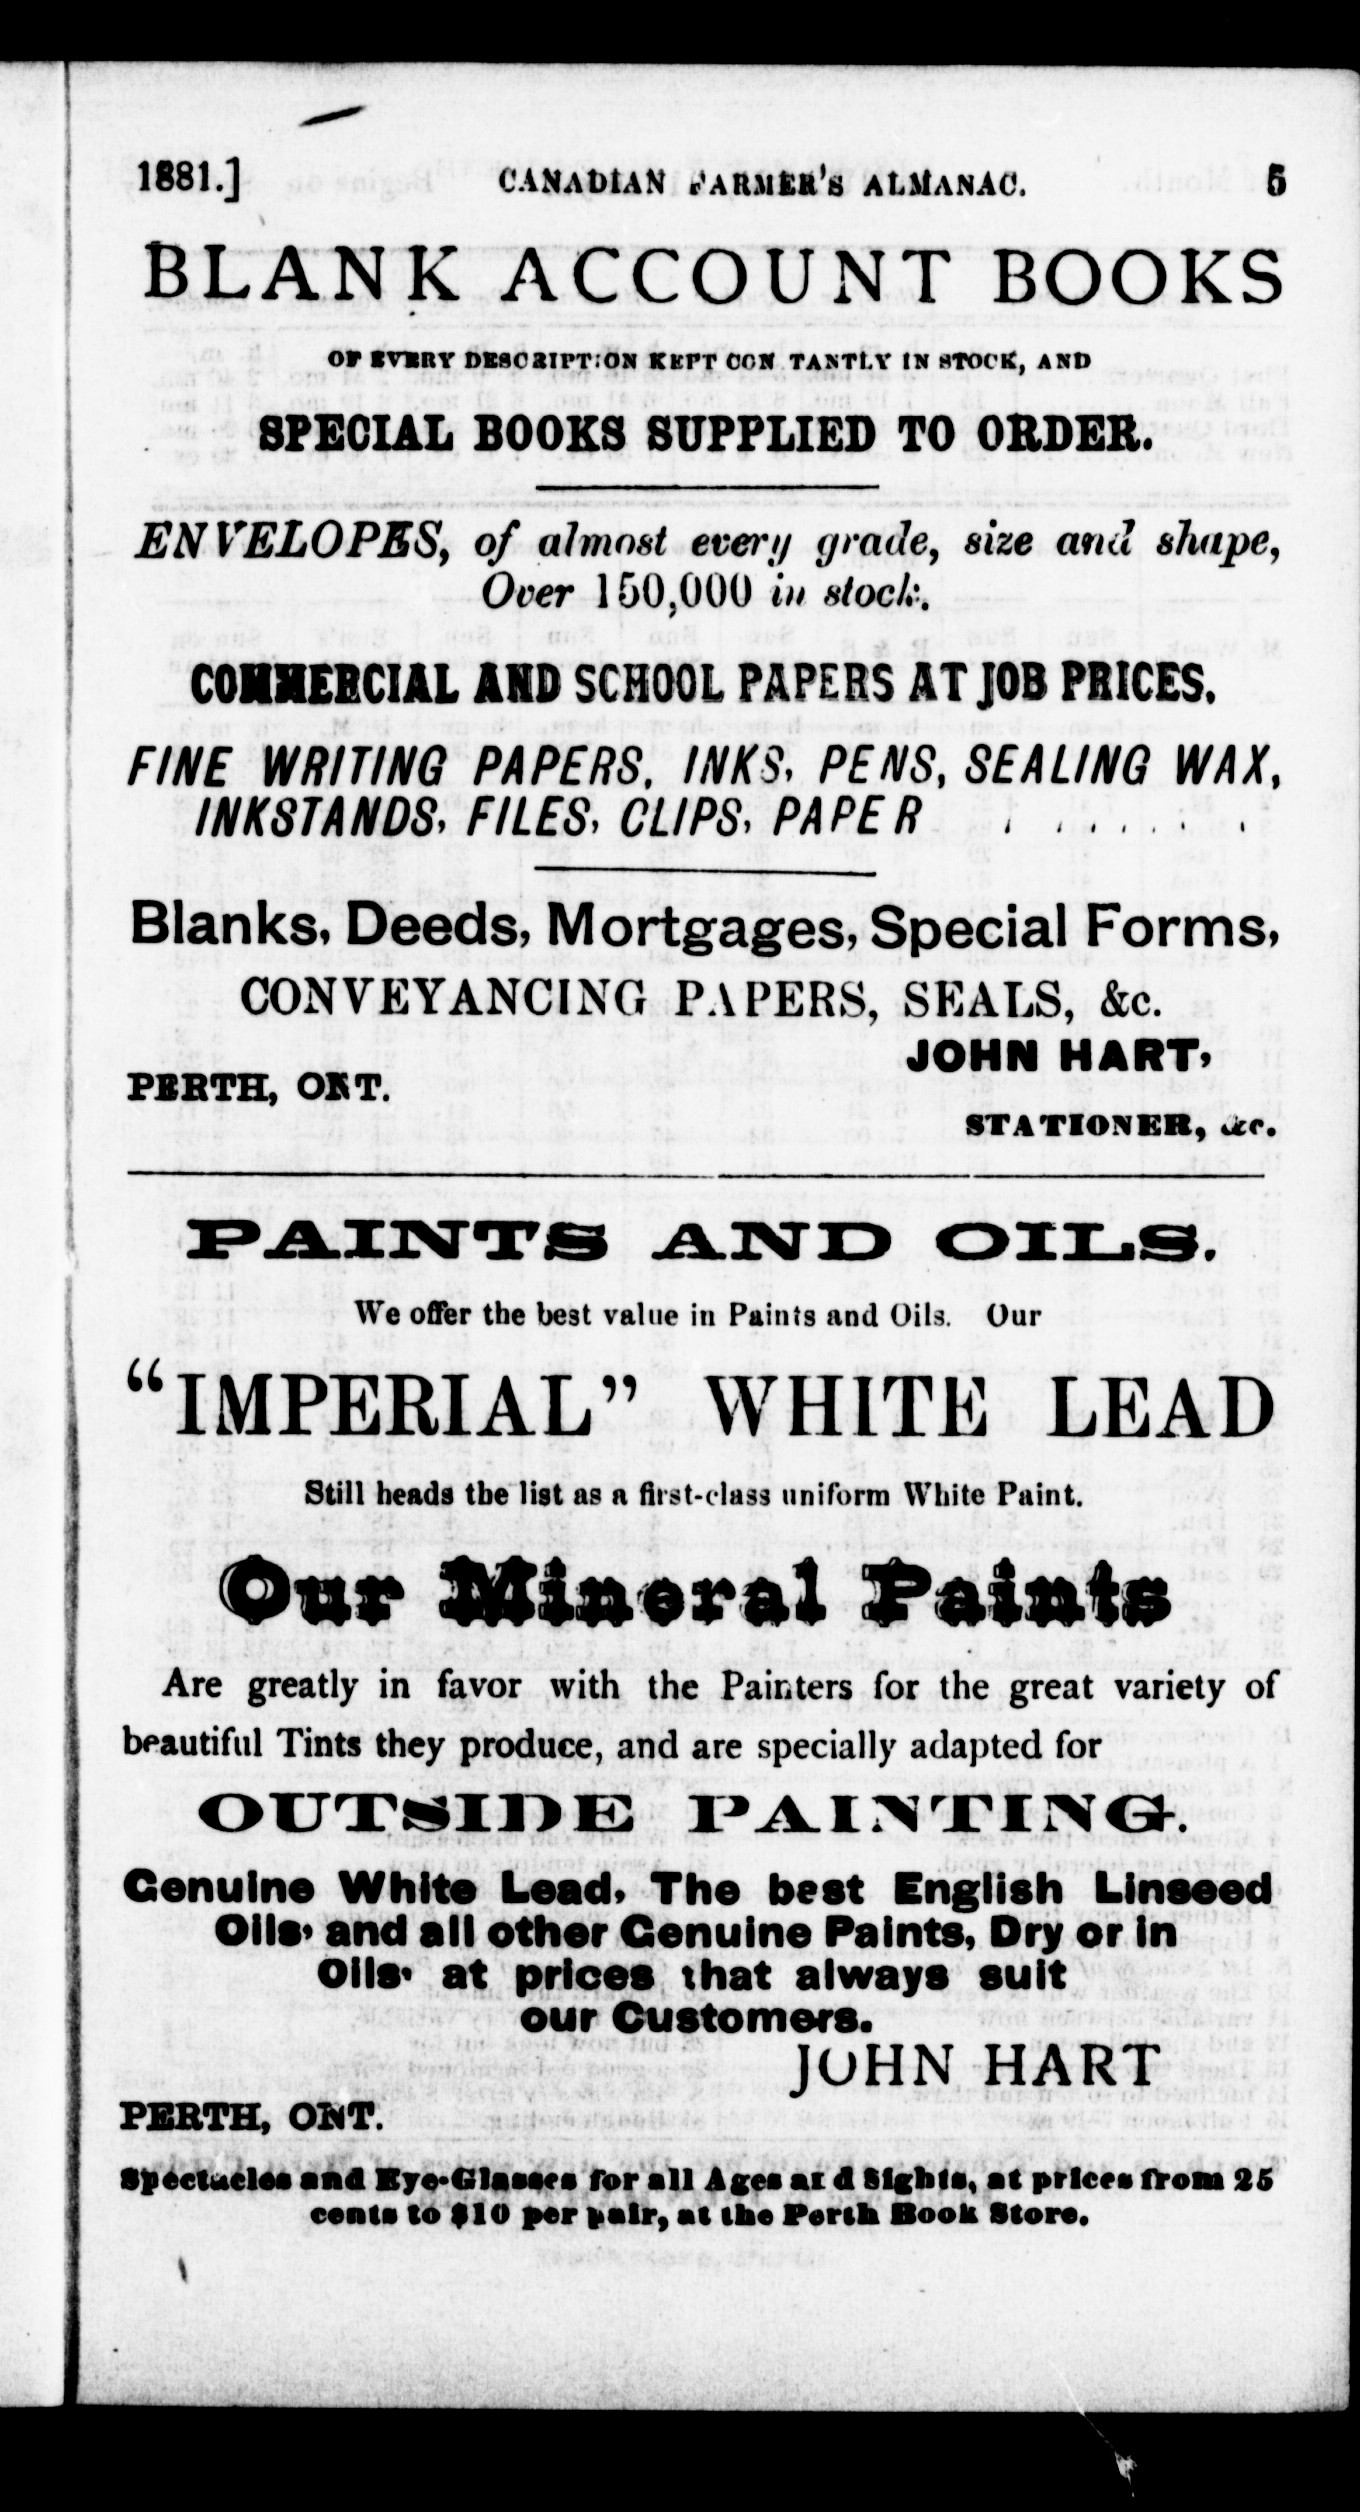 1881.] CANADIAN FARMER'S ALMANAC. 5
BLANK ACCOUNT BOOKS
OF EVERY DESCRIPTION KEPT CON TANTLY IN STOCK, AND
SPECIAL BOOKS SUPPLIED TO ORDER.
ENVELOPES, of almost every grade, size and shape,
Over 150,000 in stock.
COMMERCIAL AND SCHOOL PAPERS AT JOB PRICES.
FINE WRITING PAPERS, INKS, PENS, SEALING WAX,
INKSTANDS, FILES, CLIPS, PAPER . . . . . . . .
Blanks, Deeds, Mortgages, Special Forms,
CONVEYANCING PAPERS, SEALS, &c.
JOHN HART,
PERTH, ONT.
STATIONER, &c.
PAINTS AND OILS.
We offer the best value in Paints and Oils. Our
"IMPERIAL" WHITE LEAD
Still heads the list as a first-class uniform White Paint.
Our Mineral Paints
Are greatly in favor with the Painters for the great variety of
beautiful Tints they produce, and are specially adapted for
OUTSIDE PAINTING.
Genuine White Lead, The best English Linseed
Oils, and all other Genuine Paints, Dry or in
Oils, at prices that always suit
our Customers.
JOHN HART
PERTH, ONT.
Spectacles and Eye-Glasses for all Ages and Sights, at prices from 25
cents to $10 per pair, at the Perth Book Store.